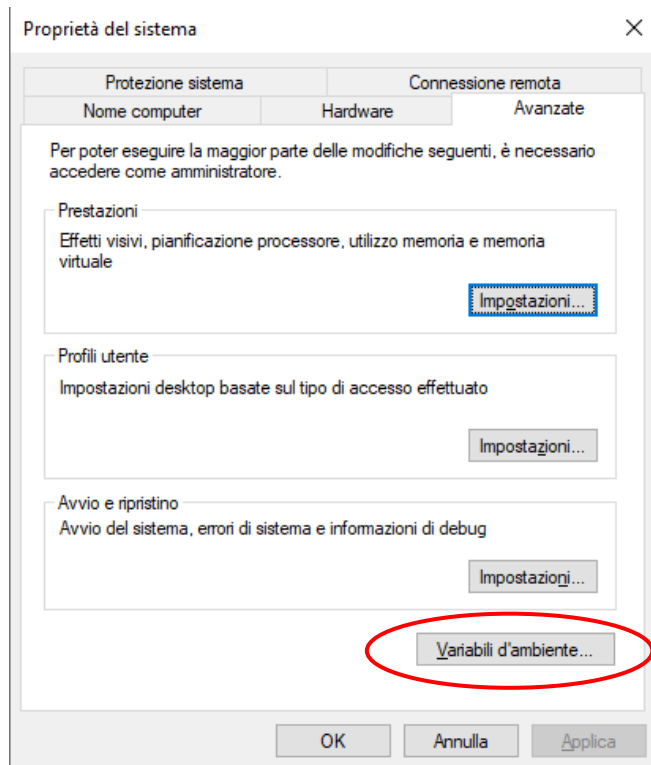 Proprietà del sistema
Protezione sistema
Connessione remota
Nome computer
Hardware
Avanzate
Per poter eseguire la maggior parte delle modifiche seguenti, è necessario
accedere come amministratore.
Prestazioni
Effetti visivi, pianificazione processore, utilizzo memoria e memoria
virtuale
Impostazioni...
Profili utente
Impostazioni desktop basate sul tipo di accesso effettuato
Impostazioni...
Avvio e ripristino
Avvio del sistema, errori di sistema e informazioni di debug
Impostazioni...
Variabili d'ambiente...
OK
Annulla
Applica